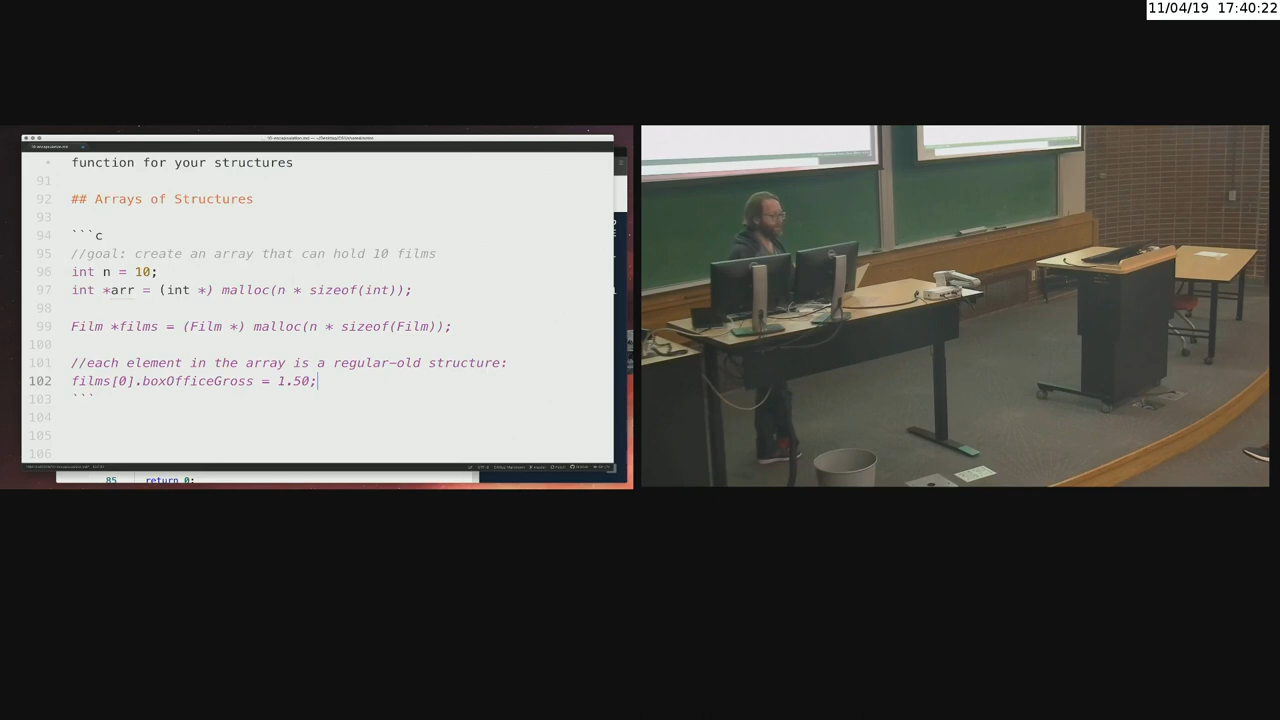 11/04/19 17:40:22
function for your structures
91
92 ## Arrays of Structures
93
94 ```c
95 //goal: create an array that can hold 10 films
96 int n = 10;
97 int *arr = (int *) malloc(n * sizeof(int));
98
99 Film *films = (Film *) malloc(n * sizeof(Film));
100
101 //each element in the array is a regular-old structure:
102 films[0].boxOfficeGross = 1.50;
103 ```
104
105
106
85 return 0;